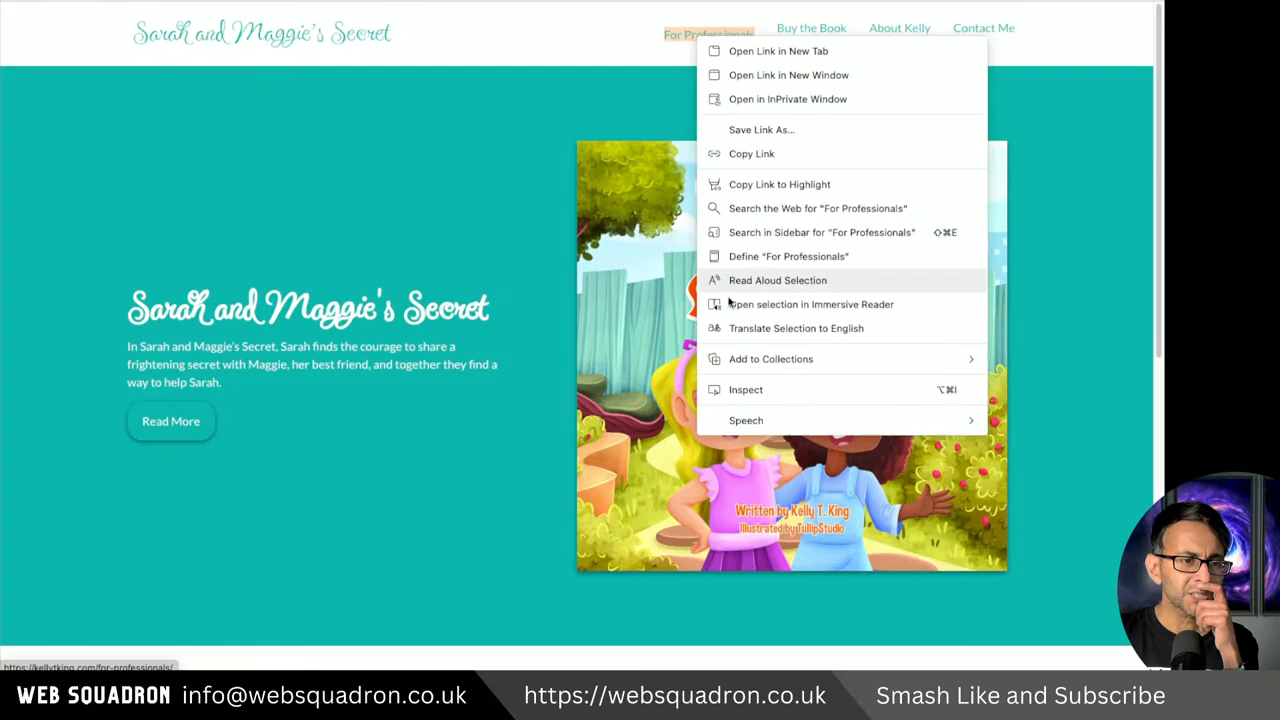 Sarah and Maggie's Secret
For Professionals
Buy the Book
About Kelly
Contact Me
Open Link in New Tab
Open Link in New Window
Open in InPrivate Window
Save Link As...
Copy Link
Copy Link to Highlight
Search the Web for "For Professionals"
Search in Sidebar for "For Professionals" ⇧⌘E
Define "For Professionals"
Read Aloud Selection
Open selection in Immersive Reader
Translate Selection to English
Add to Collections
Inspect ⌥⌘I
Speech
Sarah and Maggie's Secret
In Sarah and Maggie's Secret, Sarah finds the courage to share a
frightening secret with Maggie, her best friend, and together they find a
way to help Sarah.
Read More
Written by Kelly T. King
Illustrated by TullipStudio
https://kellytking.com/for-professionals/
WEB SQUADRON info@websquadron.co.uk https://websquadron.co.uk Smash Like and Subscribe